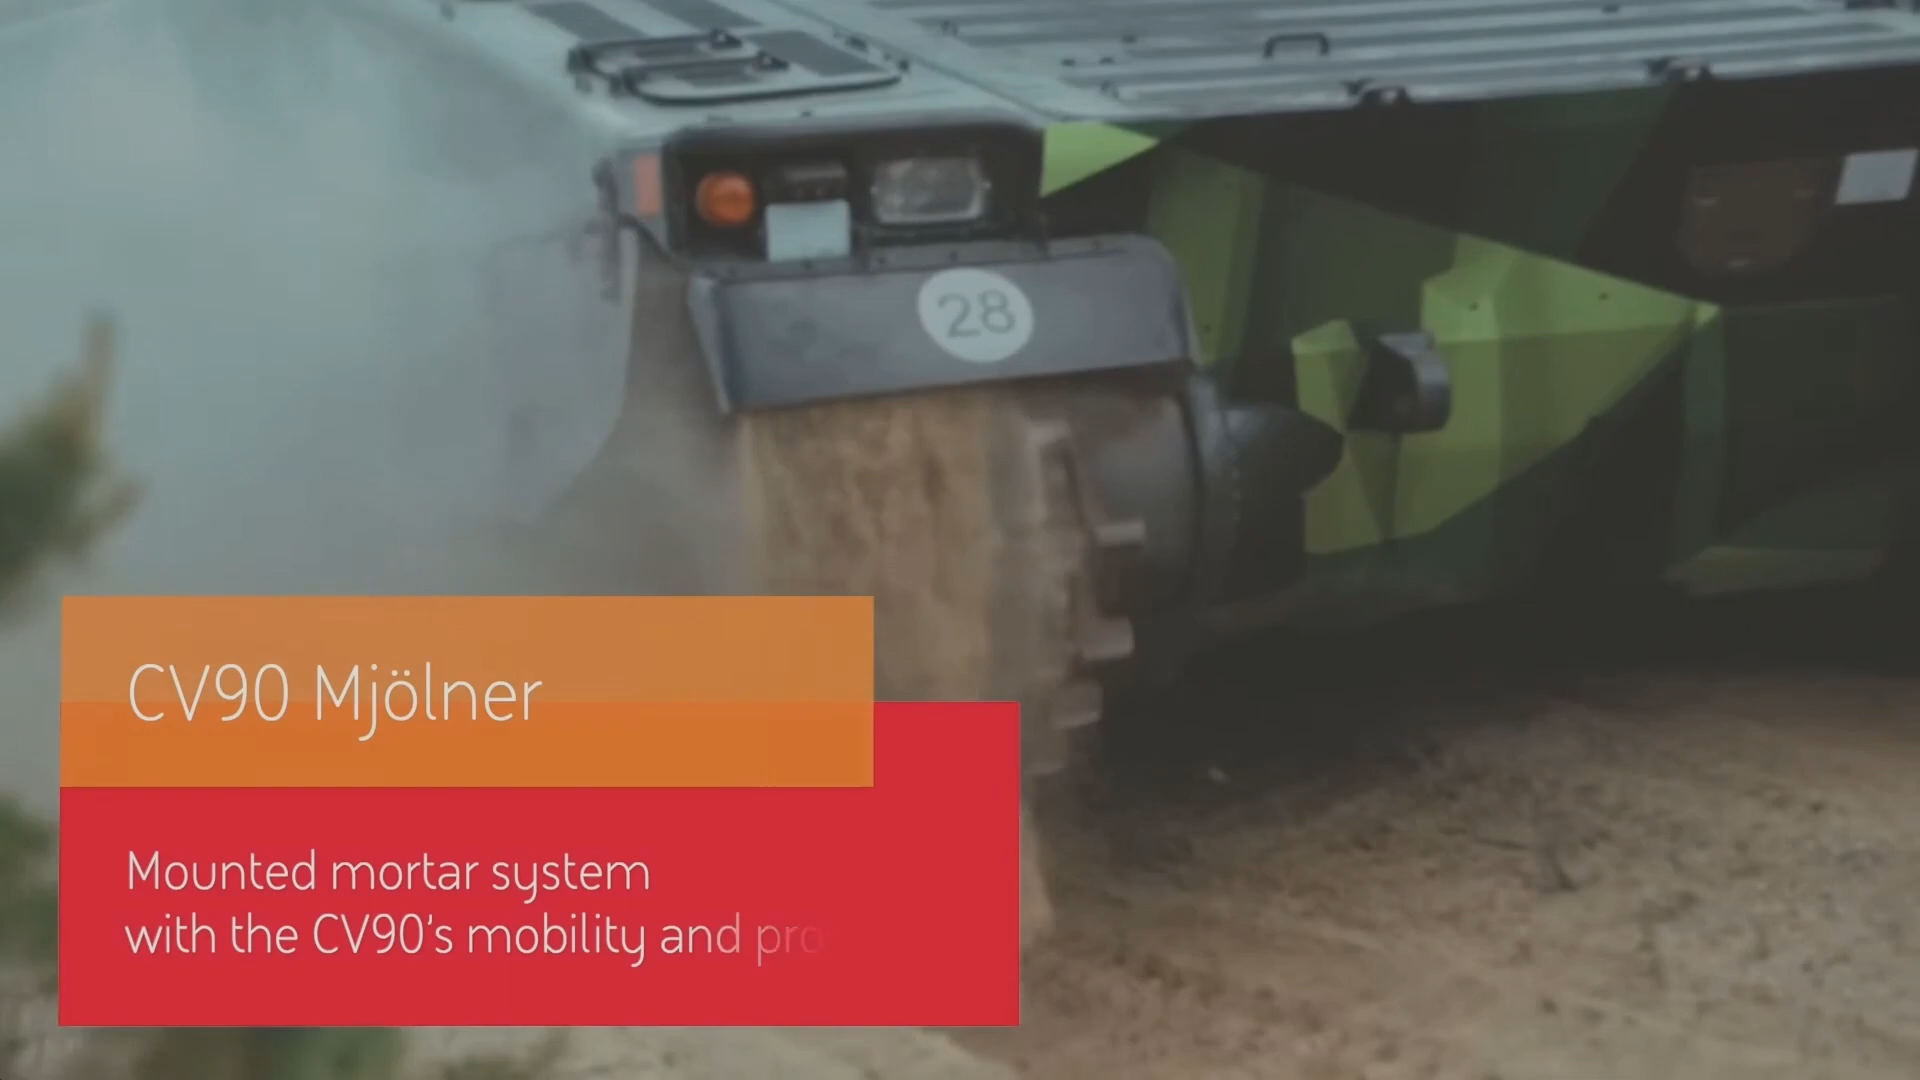 28
CV90 Mjölner
Mounted mortar system
with the CV90's mobility and